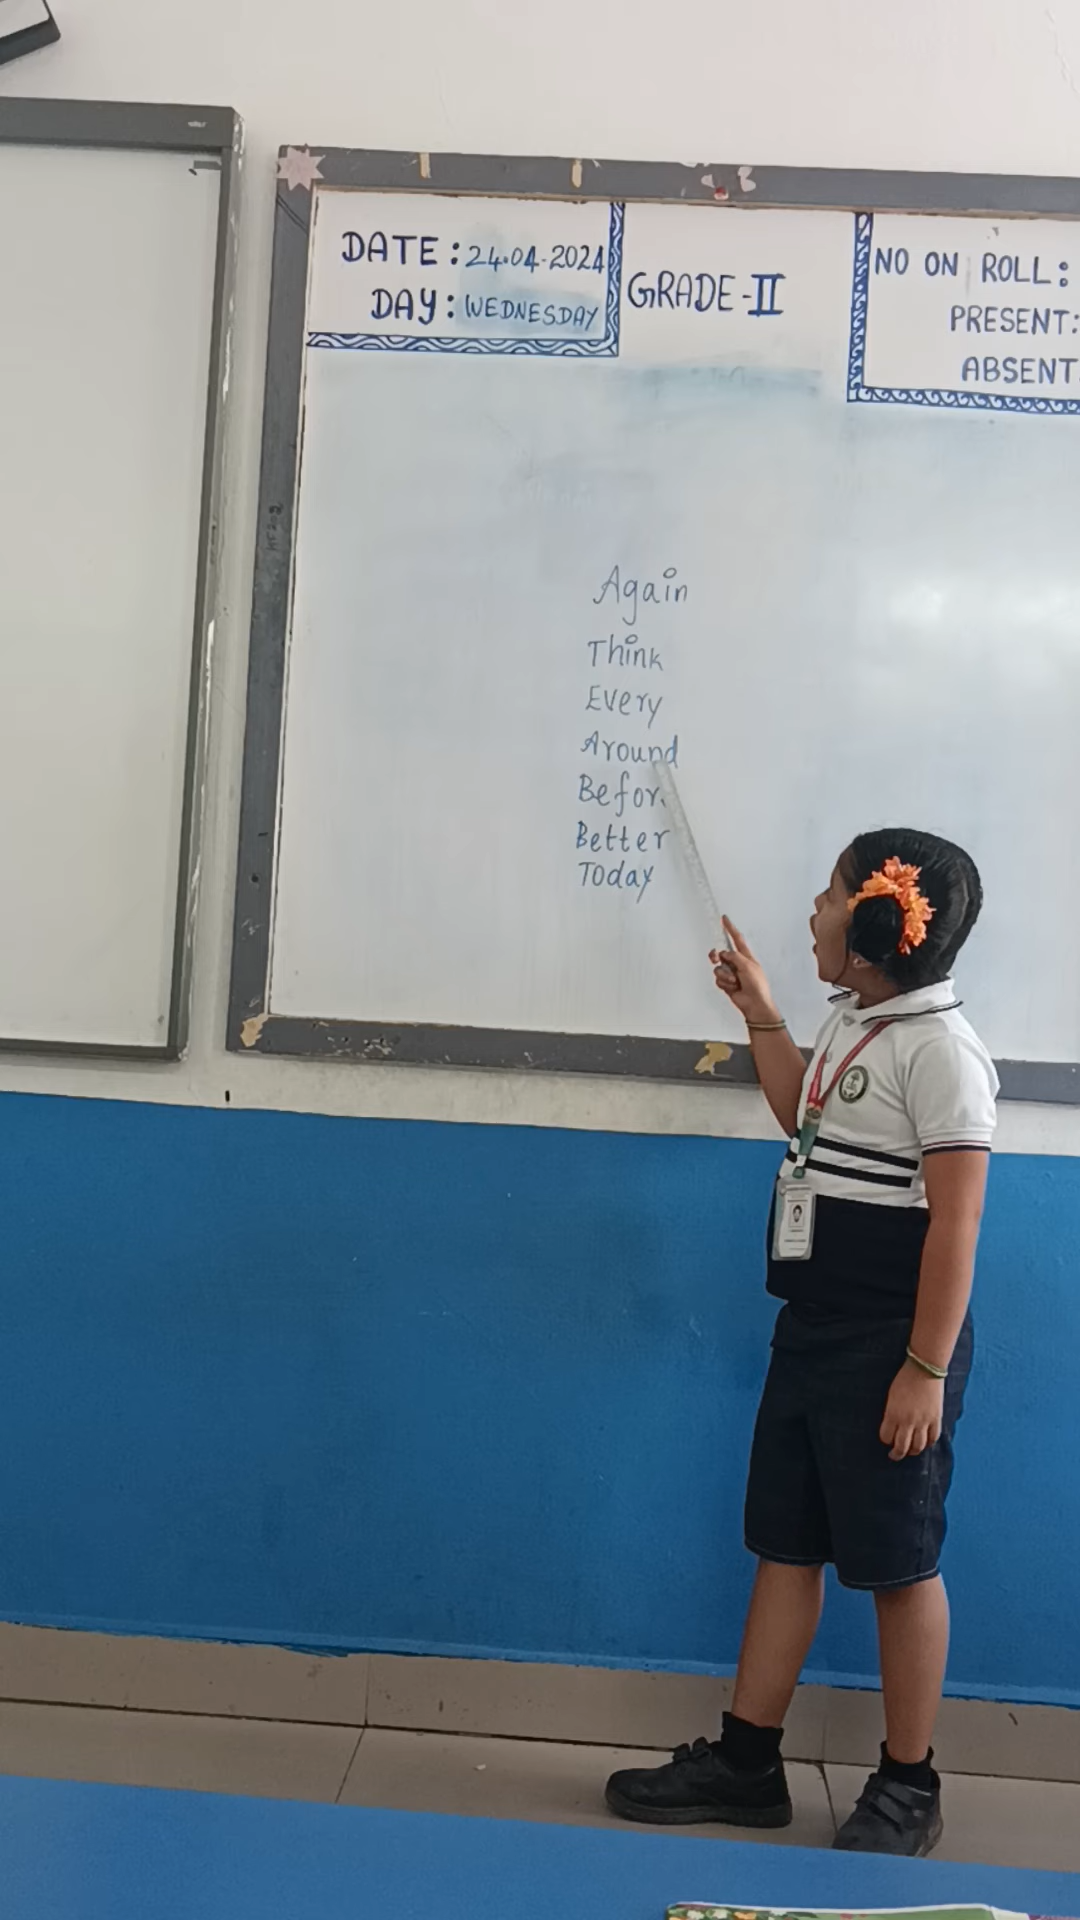 DATE: 24.04.2024
DAY: WEDNESDAY
GRADE-II
NO ON ROLL:
PRESENT:
ABSENT
Again
Think
Every
Around
Befor
Better
Today